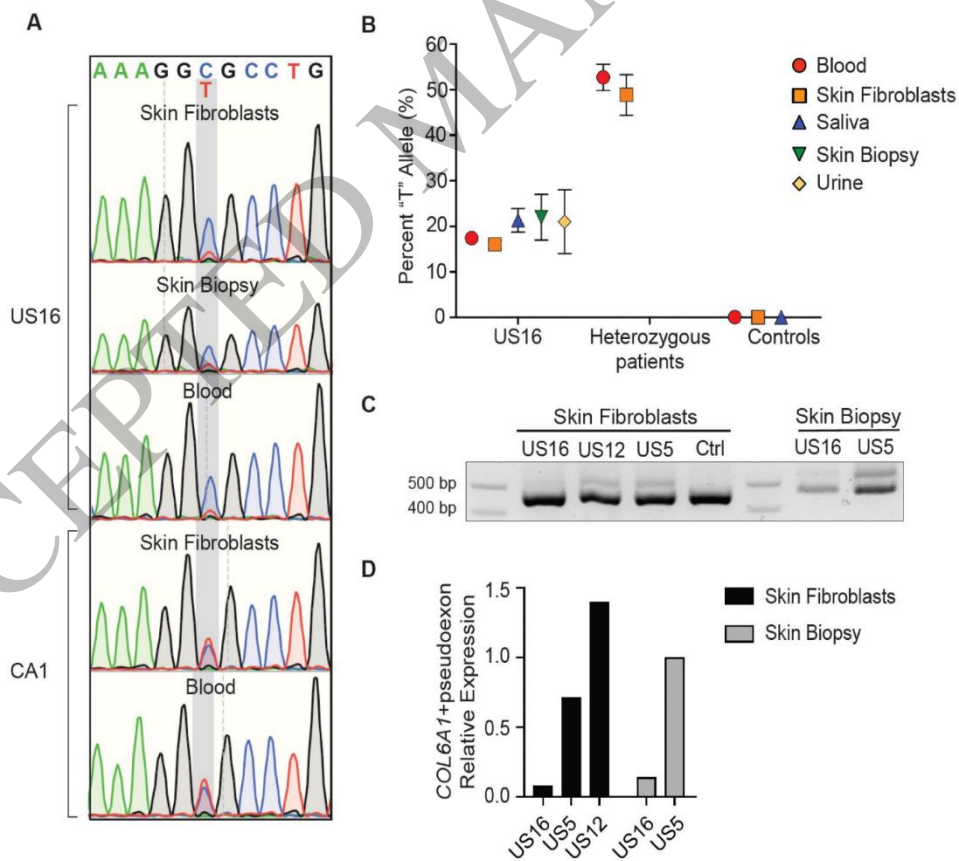 A
AAAGGCGCCTG
T
Skin Fibroblasts
Skin Biopsy
Blood
US16
Skin Fibroblasts
Blood
CA1
B
Percent "T" Allele (%)
60
50
40
30
20
10
0
US16
Heterozygous
patients
Controls
Blood
Skin Fibroblasts
Saliva
Skin Biopsy
Urine
C
Skin Fibroblasts
Skin Biopsy
US16 US12 US5 Ctrl
US16 US5
500 bp
400 bp
D
COL6A1+pseudoexon
Relative Expression
1.5
1.0
0.5
0.0
US16
US5
US12
US16
US5
Skin Fibroblasts
Skin Biopsy
CEPTED MA